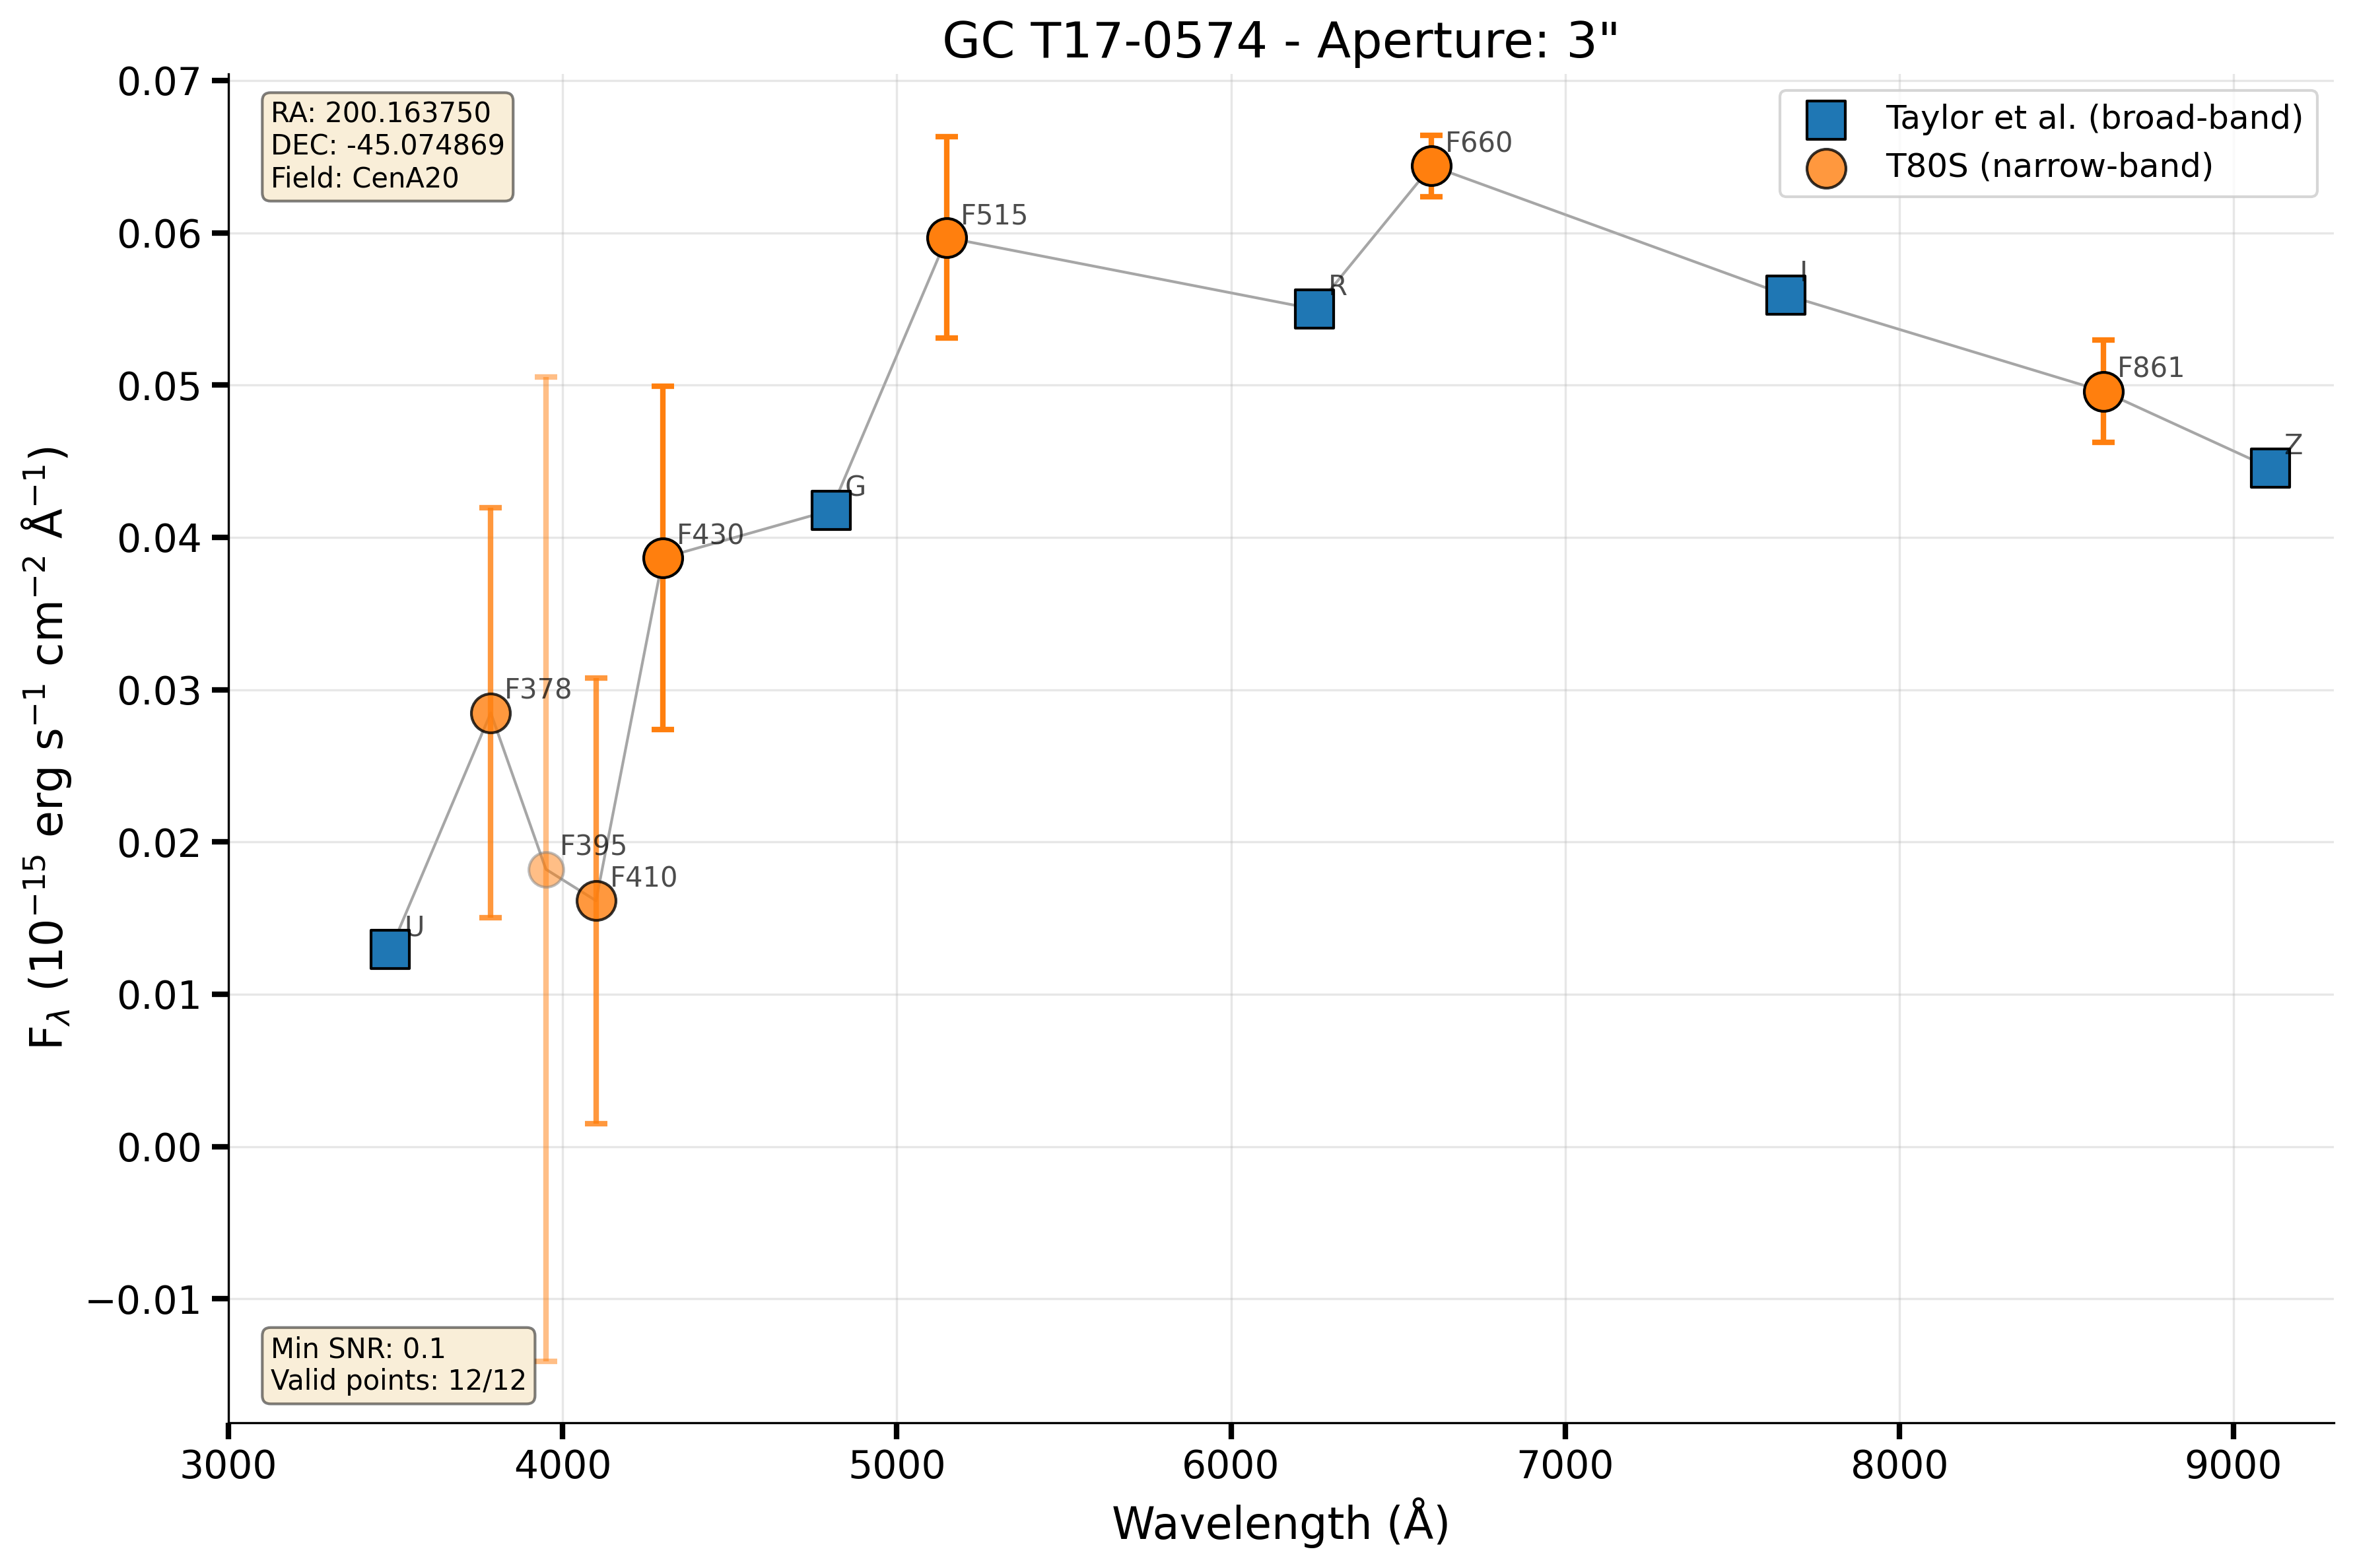 GC T17-0574 - Aperture: 3"
RA: 200.163750
DEC: -45.074869
Field: CenA20
Taylor et al. (broad-band)
T80S (narrow-band)
F$_{\lambda}$ (10$^{-15}$ erg s$^{-1}$ cm$^{-2}$ Å$^{-1}$)
0.07
0.06
0.05
0.04
0.03
0.02
0.01
0.00
−0.01
U
F378
F395
F410
F430
G
F515
R
F660
I
F861
Z
Min SNR: 0.1
Valid points: 12/12
3000 4000 5000 6000 7000 8000 9000
Wavelength (Å)